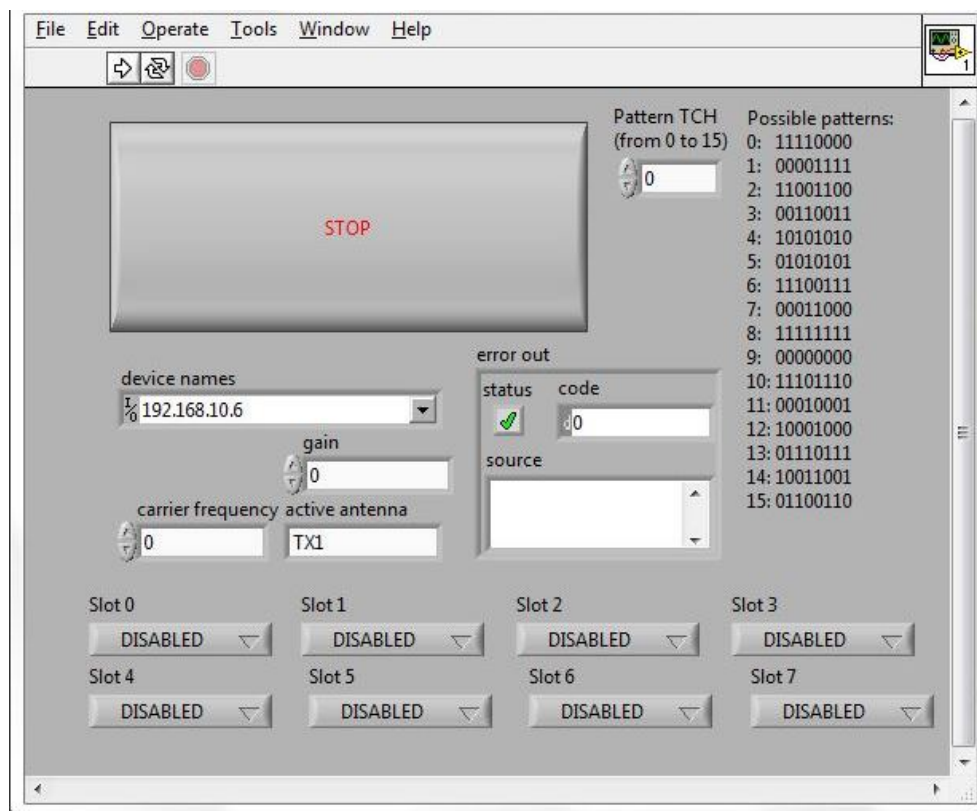 File Edit Operate Tools Window Help
1
Pattern TCH
(from 0 to 15)
0
Possible patterns:
0: 11110000
1: 00001111
2: 11001100
3: 00110011
4: 10101010
5: 01010101
6: 11100111
7: 00011000
8: 11111111
9: 00000000
10: 11101110
11: 00010001
12: 10001000
13: 01110111
14: 10011001
15: 01100110
STOP
device names
I/O 192.168.10.6
gain
0
carrier frequency active antenna
0 TX1
error out
status code
d0
source
Slot 0 Slot 1 Slot 2 Slot 3
DISABLED DISABLED DISABLED DISABLED
Slot 4 Slot 5 Slot 6 Slot 7
DISABLED DISABLED DISABLED DISABLED